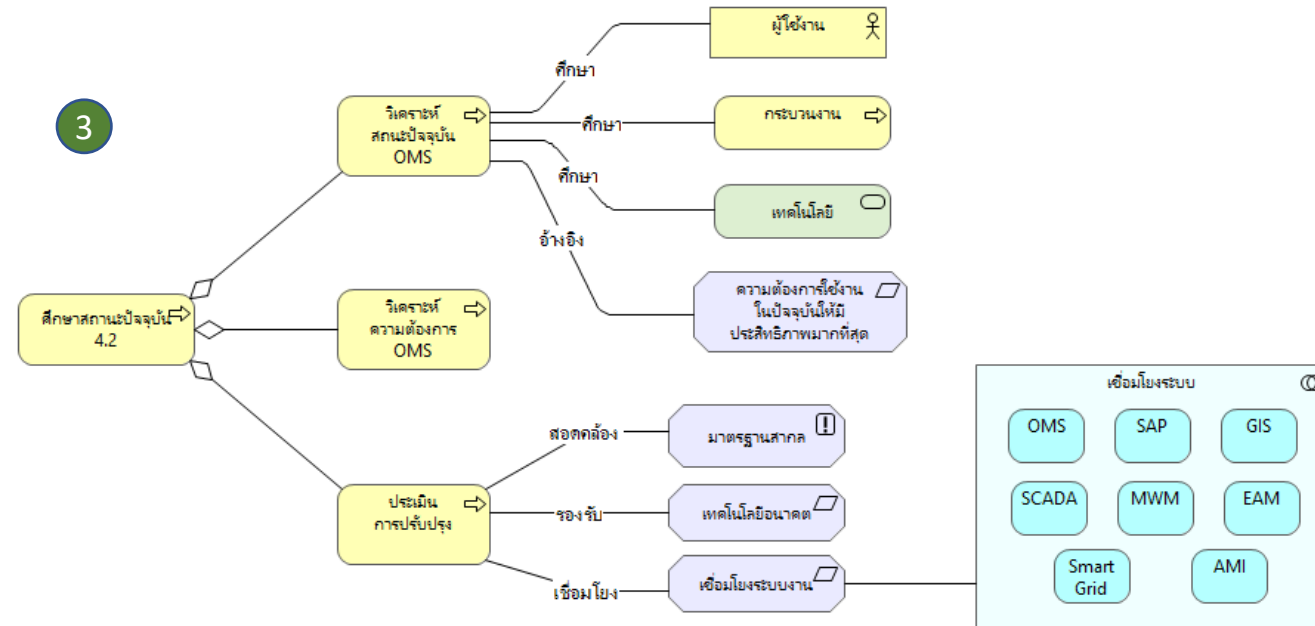 3
ผู้ใช้งาน
ศึกษา
วิเคราะห์
สถนะปัจจุบัน
OMS
ศึกษา
กระบวนงาน
ศึกษา
เทคโนโลยี
อ้างอิง
ความต้องการใช้งาน
ในปัจจุบันให้มี
ประสิทธิภาพมากที่สุด
ศึกษาสถานะปัจจุบัน
4.2
วิเคราะห์
ความต้องการ
OMS
ประเมิน
การปรับปรุง
สอดคล้อง
มาตรฐานสากล
รองรับ
เทคโนโลยีอนาคต
เชื่อมโยง
เชื่อมโยงระบบงาน
เชื่อมโยงระบบ
OMS
SAP
GIS
SCADA
MWM
EAM
Smart
Grid
AMI